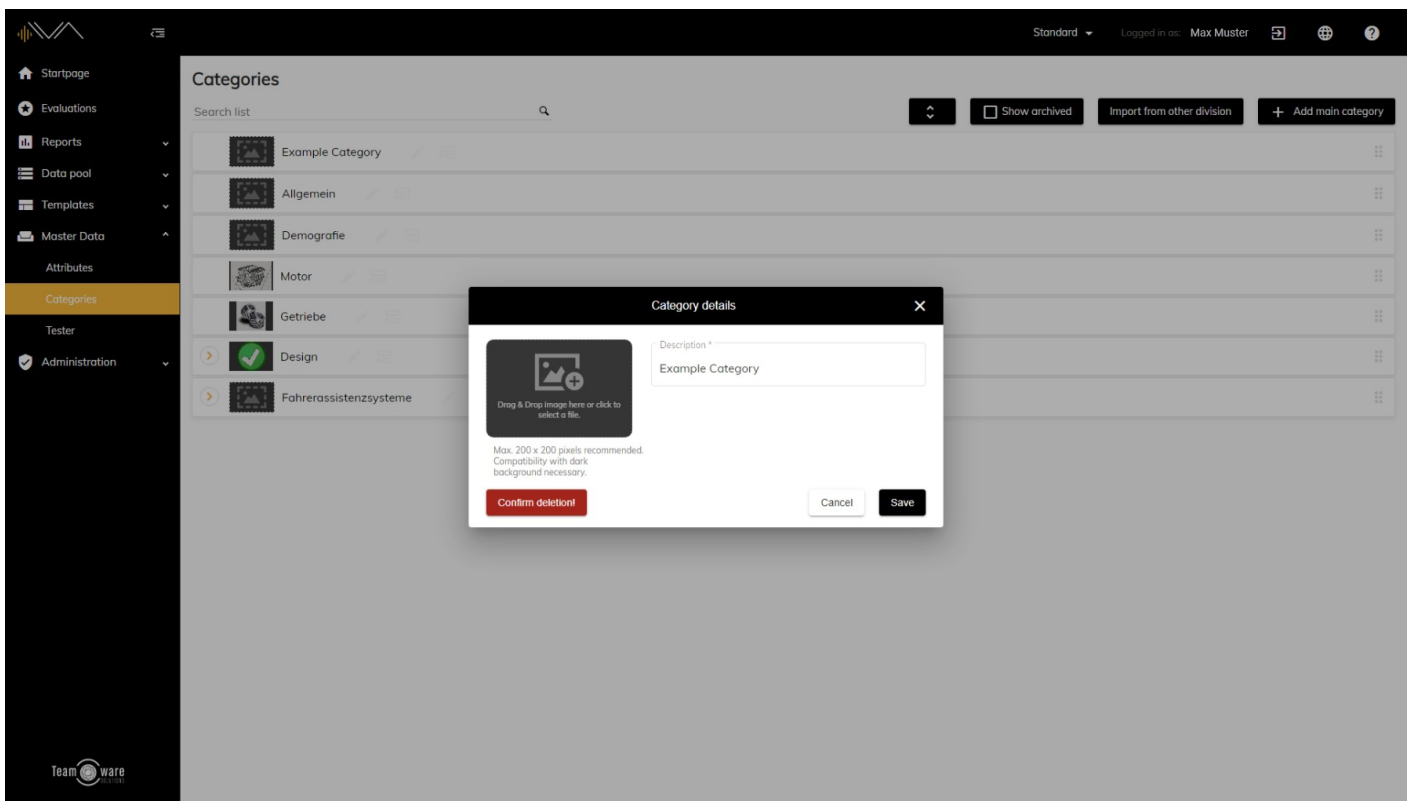 Standard
Logged in as: Max Muster
Startpage
Evaluations
Reports
Data pool
Templates
Master Data
Attributes
Categories
Tester
Administration
Team ware
SOLUTIONS
Categories
Search list
Show archived
Import from other division
+ Add main category
Example Category
Allgemein
Demografie
Motor
Getriebe
Design
Fahrerassistenzsysteme
Category details
Drag & Drop image here or click to
select a file.
Max. 200 x 200 pixels recommended.
Compatibility with dark
background necessary.
Description *
Example Category
Confirm deletion!
Cancel
Save